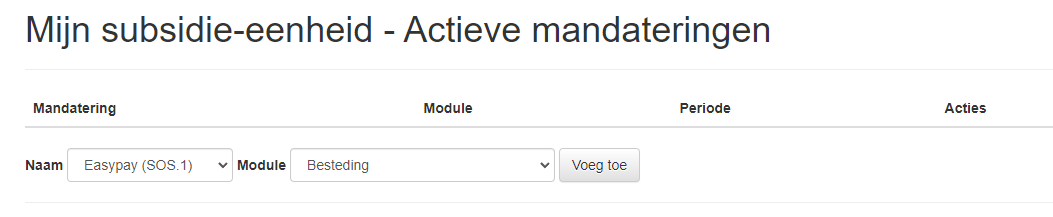 Mijn subsidie-eenheid - Actieve mandateringen
Mandatering Module Periode Acties
Naam Easypay (SOS.1) Module Besteding Voeg toe